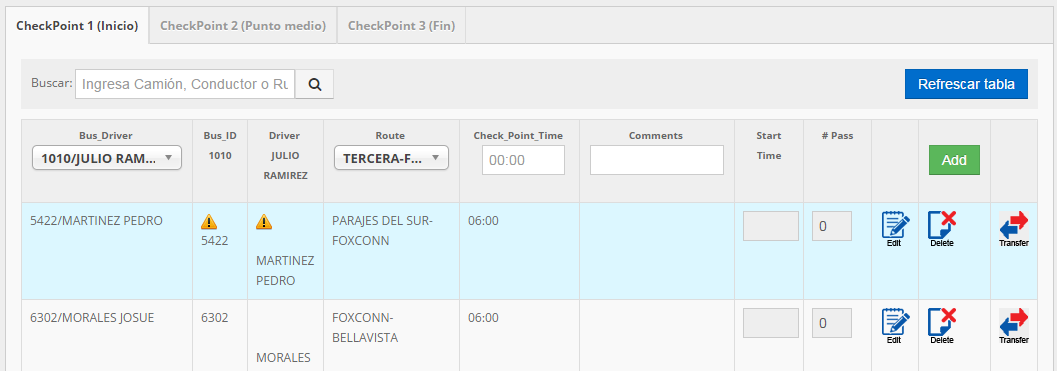 CheckPoint 1 (Inicio) CheckPoint 2 (Punto medio) CheckPoint 3 (Fin)
Buscar: Ingresa Camión, Conductor o Ru Refrescar tabla
Bus_Driver Bus_ID Driver Route Check_Point_Time Comments Start # Pass
1010 JULIO Time
1010/JULIO RAM... TERCERA-F... 00:00 Add
RAMIREZ
5422/MARTINEZ PEDRO PARAJES DEL SUR- 06:00
5422 FOXCONN 0
MARTINEZ Edit Delete Transfer
PEDRO
6302/MORALES JOSUE 6302 FOXCONN- 06:00
BELLAVISTA 0
MORALES Edit Delete Transfer